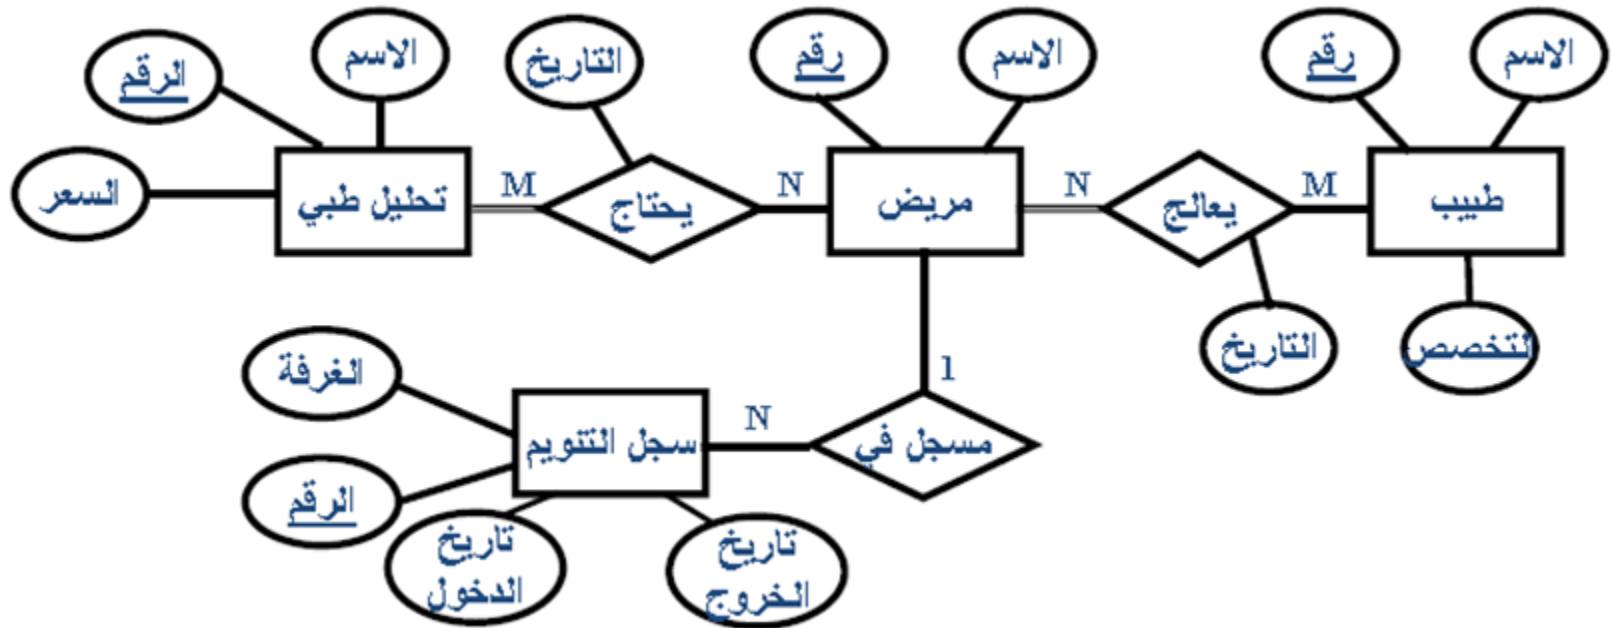 الاسم
رقم
الاسم
رقم
التاريخ
الاسم
الرقم
طبيب
M
يعالج
N
مريض
N
يحتاج
M
تحليل طبي
السعر
التخصص
التاريخ
1
مسجل في
N
سجل التنويم
الغرفة
الرقم
تاريخ
الخروج
تاريخ
الدخول